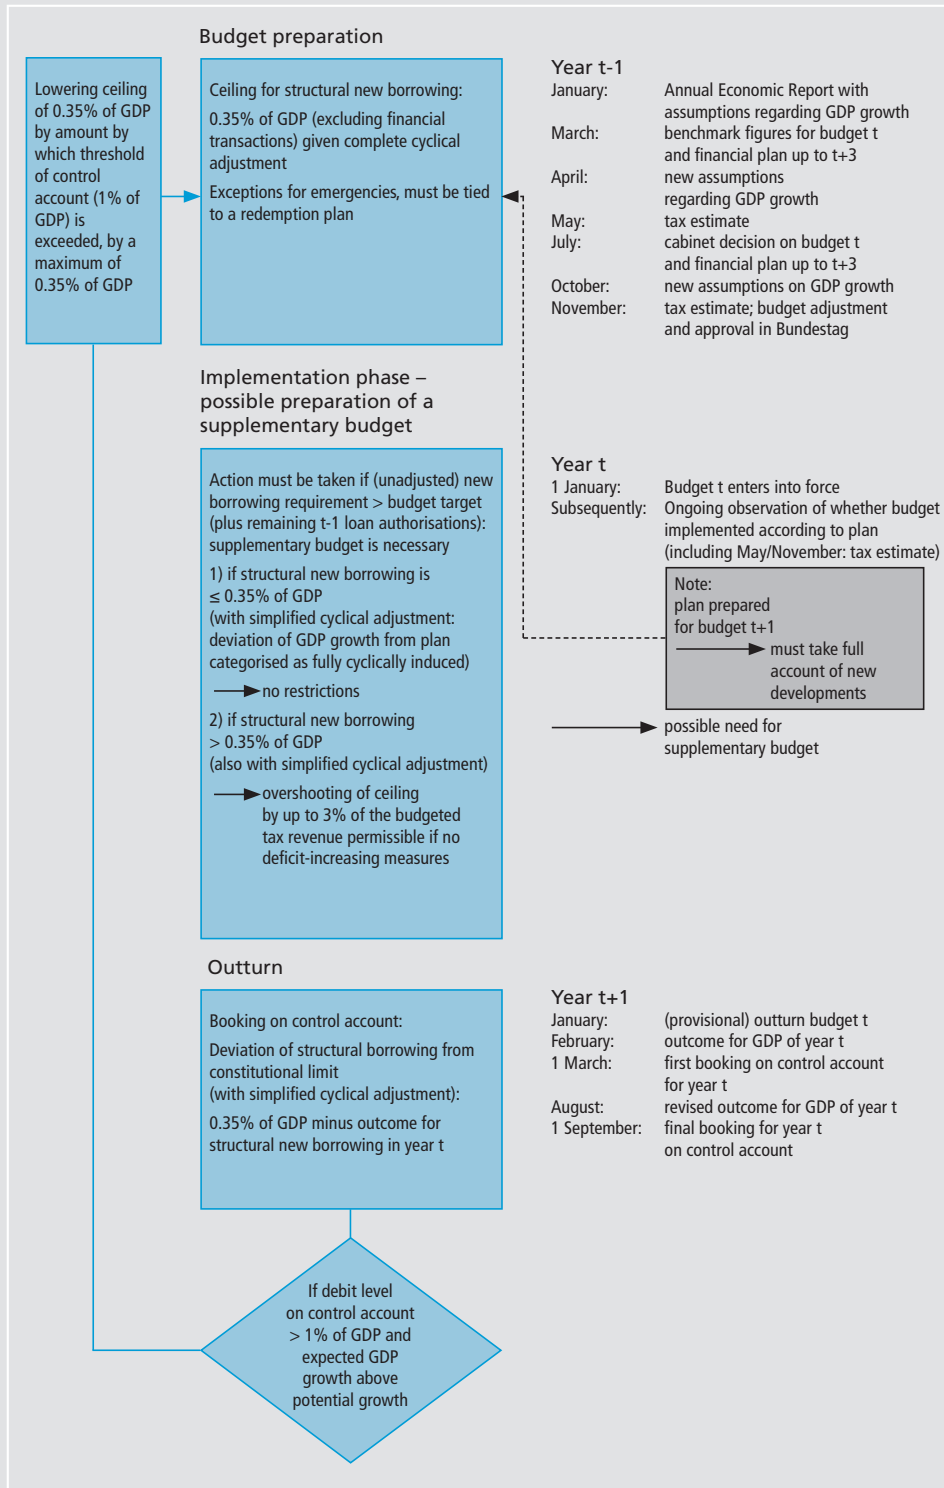 Budget preparation
Lowering ceiling
of 0.35% of GDP
by amount by
which threshold
of control
account (1% of
GDP) is
exceeded, by a
maximum of
0.35% of GDP
Ceiling for structural new borrowing:
0.35% of GDP (excluding financial
transactions) given complete cyclical
adjustment
Exceptions for emergencies, must be tied
to a redemption plan
Year t-1
January: Annual Economic Report with
assumptions regarding GDP growth
March: benchmark figures for budget t
and financial plan up to t+3
April: new assumptions
regarding GDP growth
May: tax estimate
July: cabinet decision on budget t
and financial plan up to t+3
October: new assumptions on GDP growth
November: tax estimate; budget adjustment
and approval in Bundestag
Implementation phase –
possible preparation of a
supplementary budget
Action must be taken if (unadjusted) new
borrowing requirement > budget target
(plus remaining t-1 loan authorisations):
supplementary budget is necessary
1) if structural new borrowing is
≤ 0.35% of GDP
(with simplified cyclical adjustment:
deviation of GDP growth from plan
categorised as fully cyclically induced)
no restrictions
2) if structural new borrowing
> 0.35% of GDP
(also with simplified cyclical adjustment)
overshooting of ceiling
by up to 3% of the budgeted
tax revenue permissible if no
deficit-increasing measures
Year t
1 January: Budget t enters into force
Subsequently: Ongoing observation of whether budget
implemented according to plan
(including May/November: tax estimate)
Note:
plan prepared
for budget t+1
must take full
account of new
developments
possible need for
supplementary budget
Outturn
Booking on control account:
Deviation of structural borrowing from
constitutional limit
(with simplified cyclical adjustment):
0.35% of GDP minus outcome for
structural new borrowing in year t
Year t+1
January: (provisional) outturn budget t
February: outcome for GDP of year t
1 March: first booking on control account
for year t
August: revised outcome for GDP of year t
1 September: final booking for year t
on control account
If debit level
on control account
> 1% of GDP and
expected GDP
growth above
potential growth